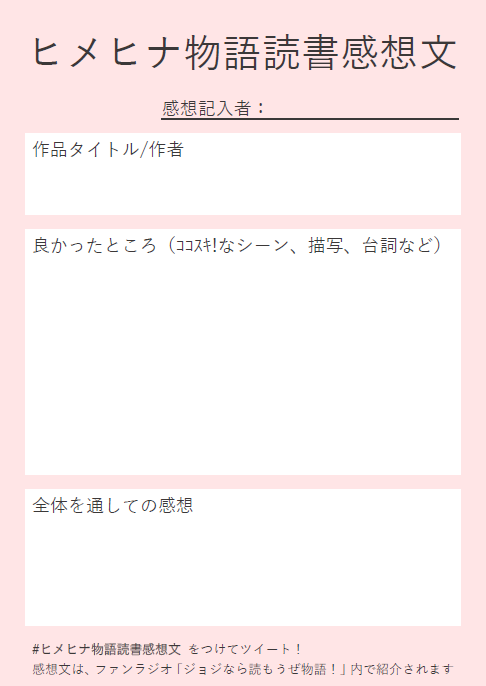 ヒメヒナ物語読書感想文
感想記入者：
作品タイトル/作者
良かったところ（ｺｺｽｷ!なシーン、描写、台詞など）
全体を通しての感想
#ヒメヒナ物語読書感想文 をつけてツイート！
感想文は、ファンラジオ「ジョジなら読もうぜ物語！」内で紹介されます